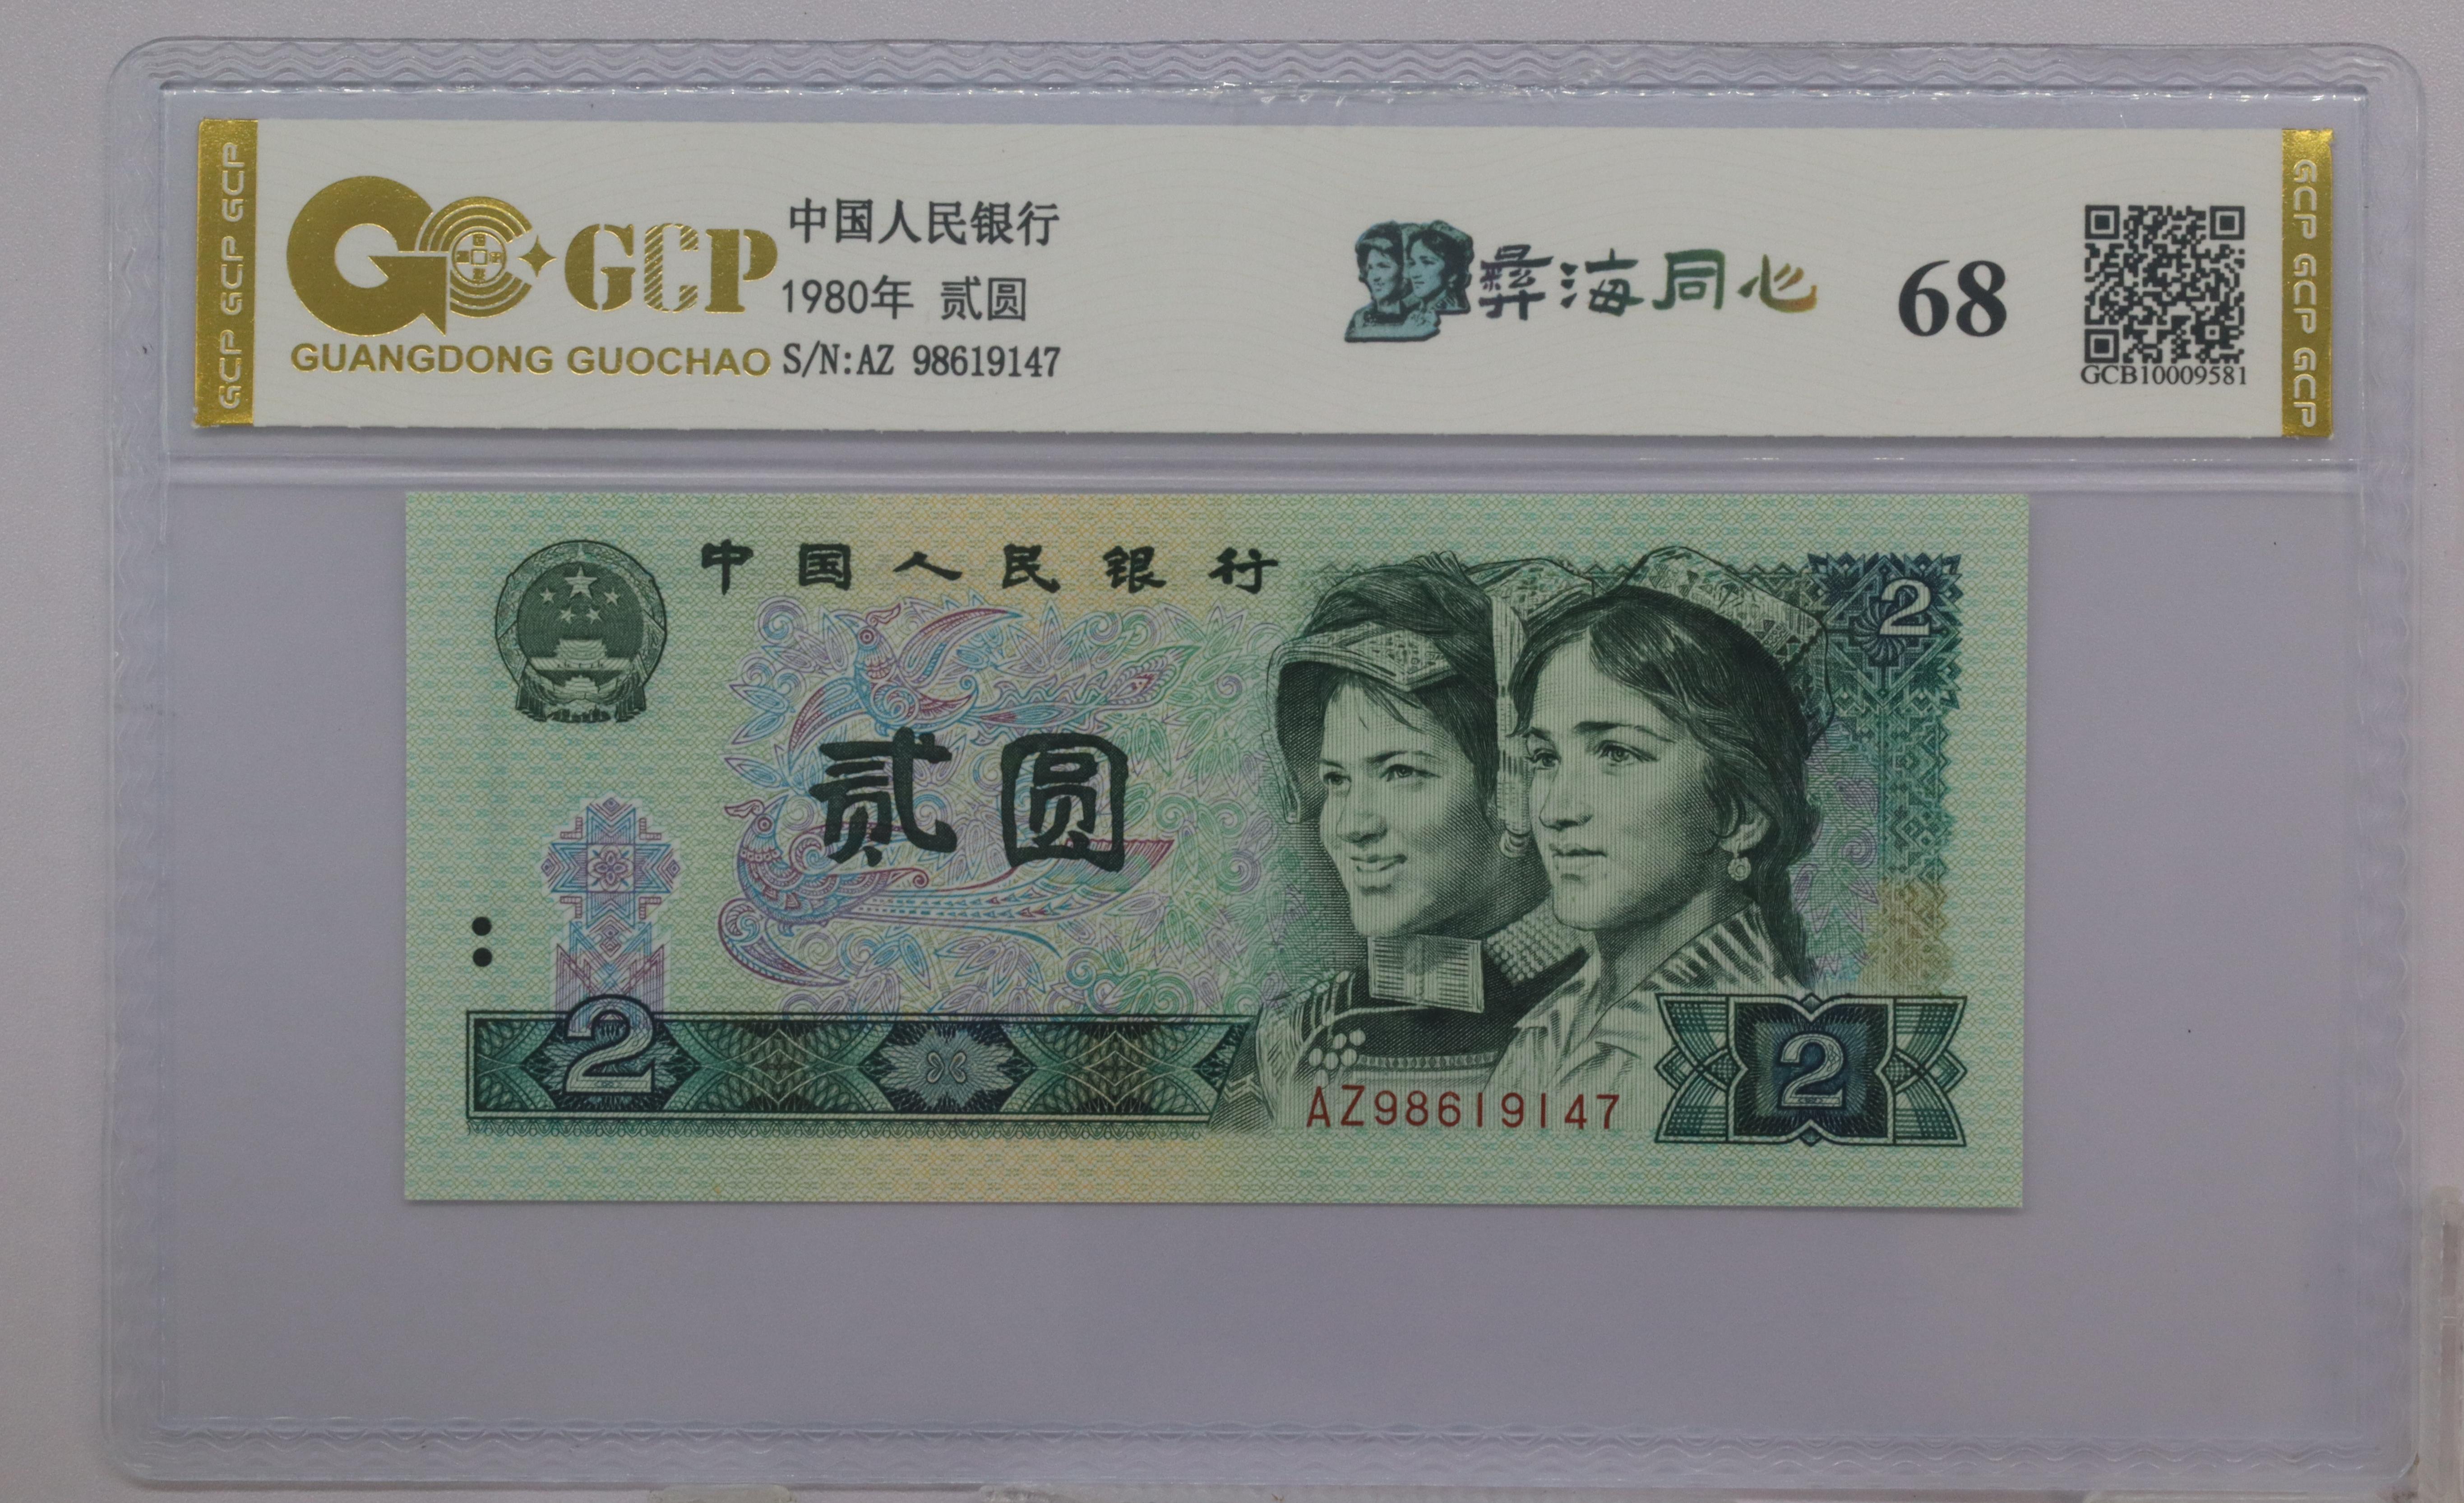 GCP GCP GCP
GCP
GUANGDONG GUOCHAO
中国人民银行
1980年 贰圆
S/N:AZ 98619147
彝海同心
68
GCB10009581
GCP GCP GCP
中国人民银行
2
贰圆
2
AZ98619147
2